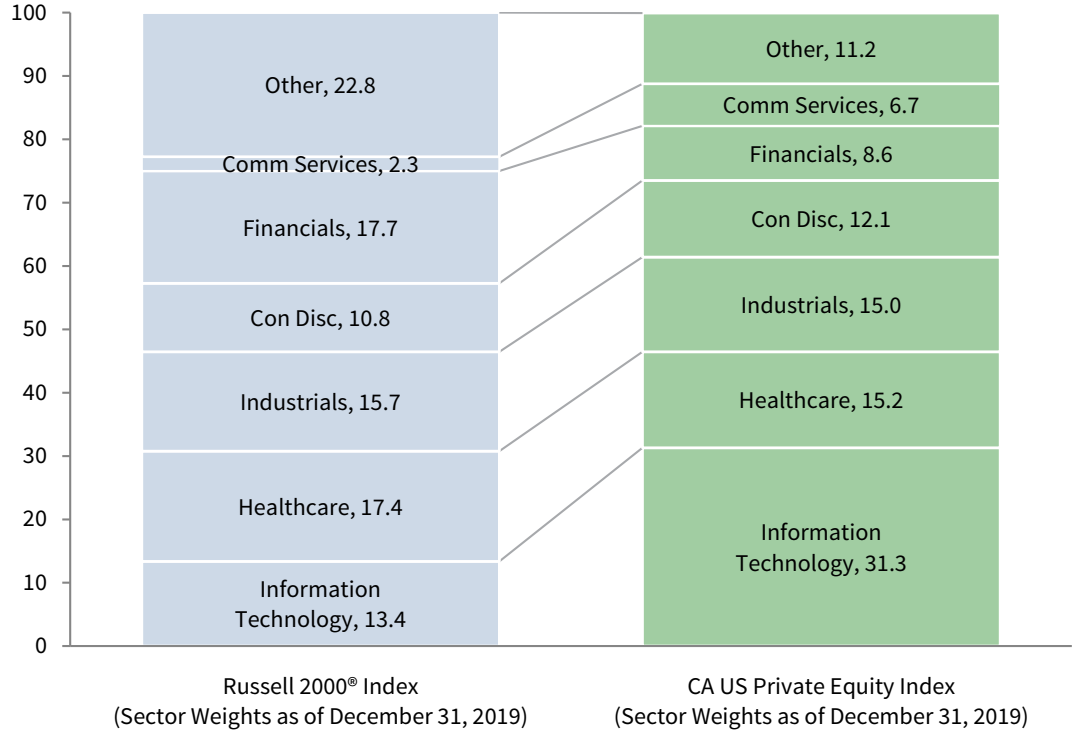 100
90
80
70
60
50
40
30
20
10
0
Other, 22.8
Comm Services, 2.3
Financials, 17.7
Con Disc, 10.8
Industrials, 15.7
Healthcare, 17.4
Information
Technology, 13.4
Other, 11.2
Comm Services, 6.7
Financials, 8.6
Con Disc, 12.1
Industrials, 15.0
Healthcare, 15.2
Information
Technology, 31.3
Russell 2000® Index
(Sector Weights as of December 31, 2019)
CA US Private Equity Index
(Sector Weights as of December 31, 2019)